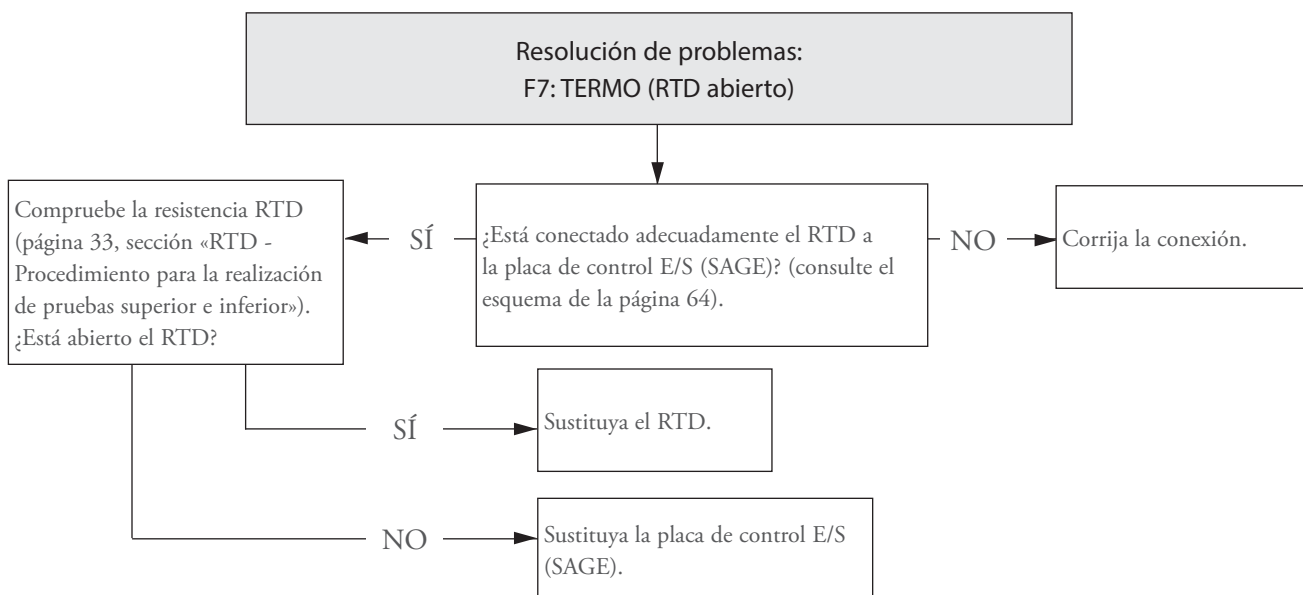 Resolución de problemas:
F7: TERMO (RTD abierto)
Compruebe la resistencia RTD
(página 33, sección «RTD -
Procedimiento para la realización
de pruebas superior e inferior»).
¿Está abierto el RTD?
SÍ
¿Está conectado adecuadamente el RTD a
la placa de control E/S (SAGE)? (consulte el
esquema de la página 64).
NO
Corrija la conexión.
SÍ
Sustituya el RTD.
NO
Sustituya la placa de control E/S
(SAGE).